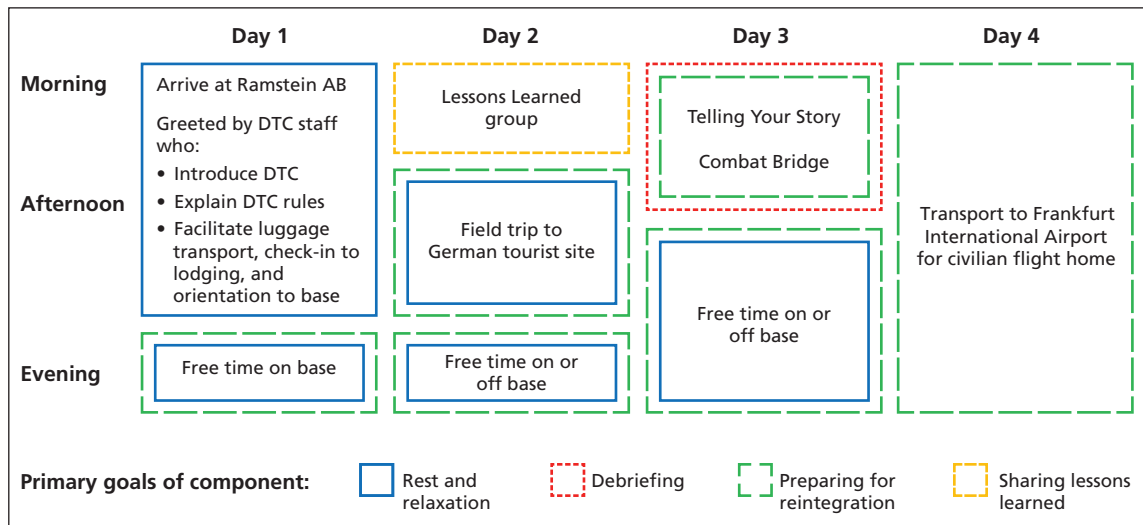 Day 1
Day 2
Day 3
Day 4
Morning
Afternoon
Evening
Arrive at Ramstein AB
Greeted by DTC staff
who:
• Introduce DTC
• Explain DTC rules
• Facilitate luggage
transport, check-in to
lodging, and
orientation to base
Free time on base
Lessons Learned
group
Field trip to
German tourist site
Free time on or
off base
Telling Your Story
Combat Bridge
Free time on or
off base
Transport to Frankfurt
International Airport
for civilian flight home
Primary goals of component:
Rest and
relaxation
Debriefing
Preparing for
reintegration
Sharing lessons
learned